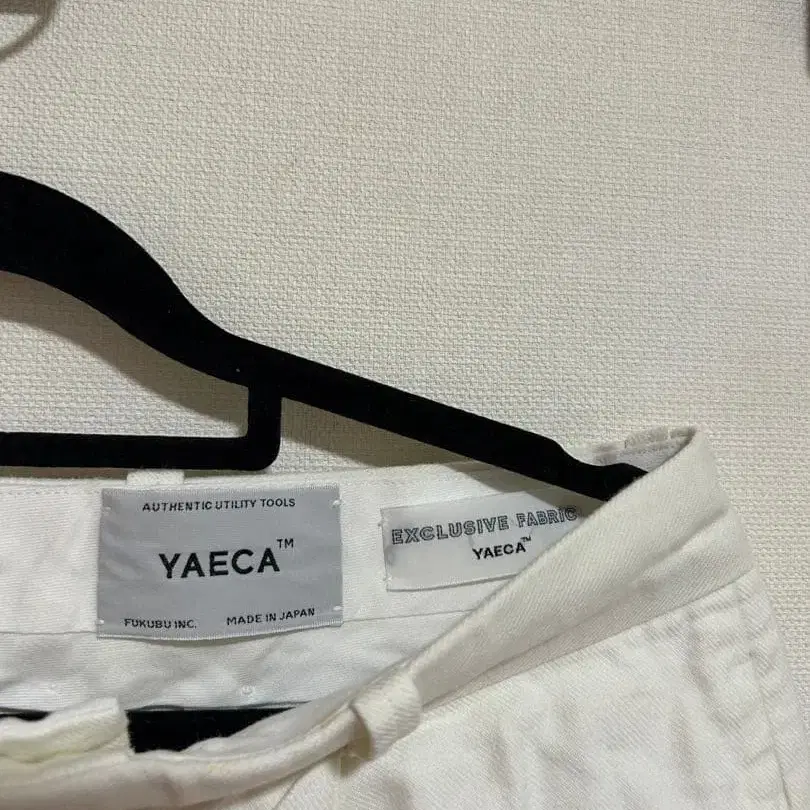 AUTHENTIC UTILITY TOOLS
YAECA™
FUKUBU INC. MADE IN JAPAN
EXCLUSIVE FABRIC
YAECA™